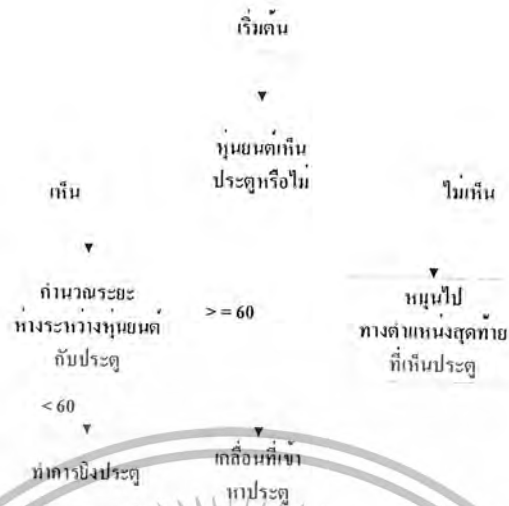 เริ่มต้น
หุ่นยนต์เห็น
ประตูหรือไม่
เห็น
ไม่เห็น
คำนวณระยะ
ห่างระหว่างหุ่นยนต์
กับประตู
>= 60
หมุนไป
ทางตำแหน่งสุดท้าย
ที่เห็นประตู
< 60
ทำการยิงประตู
เคลื่อนที่เข้า
หาประตู